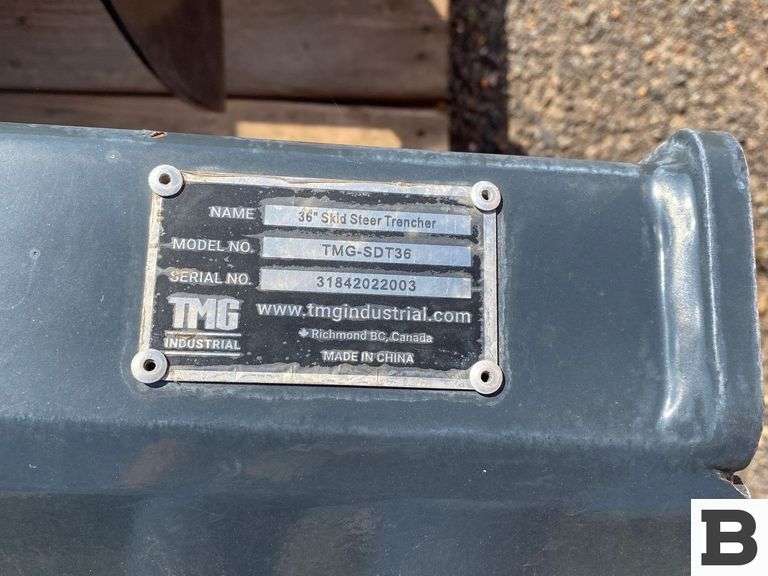 NAME 36" Skid Steer Trencher
MODEL NO. TMG-SDT36
SERIAL NO. 31842022003
TMG
INDUSTRIAL
www.tmgindustrial.com
Richmond BC, Canada
MADE IN CHINA
B